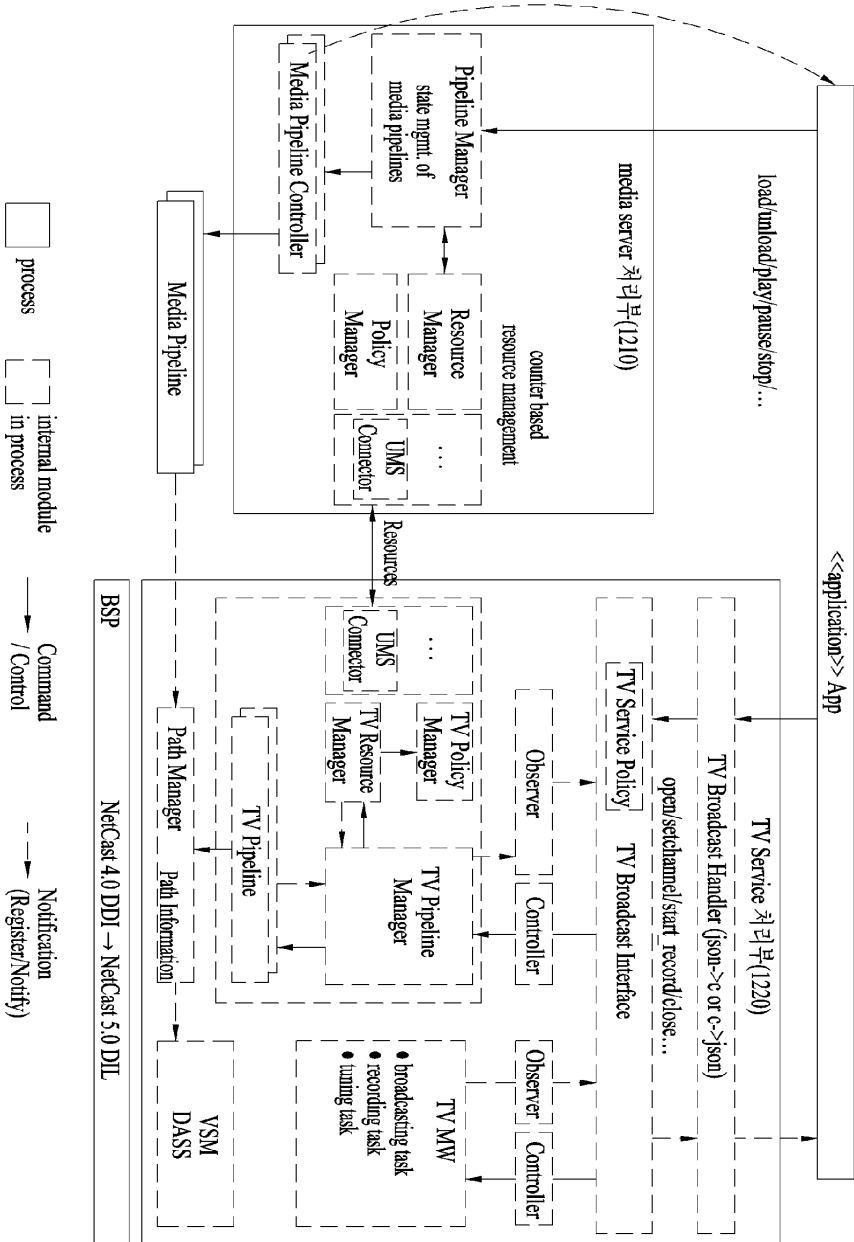 <<application>> App
load/unload/play/pause/stop/…
media server 처리부(1210)
Pipeline Manager
state mgmt. of
media pipelines
counter based
resource management
Resource
Manager
Policy
Manager
…
UMS
Connector
Media Pipeline Controller
Media Pipeline
Resources
TV Service 처리부(1220)
TV Broadcast Handler (json->c or c->json)
open/setchannel/start_record/close…
TV Service Policy
TV Broadcast Interface
Observer
Controller
Observer
Controller
…
UMS
Connector
TV Policy
Manager
TV Resource
Manager
TV Pipeline
Manager
TV Pipeline
TV MW
● broadcasting task
● recording task
● tuning task
Path Manager
Path Information
VSM
DASS
BSP
NetCast 4.0 DDI → NetCast 5.0 DIL
process
internal module
in process
Command
/ Control
Notification
(Register/Notify)